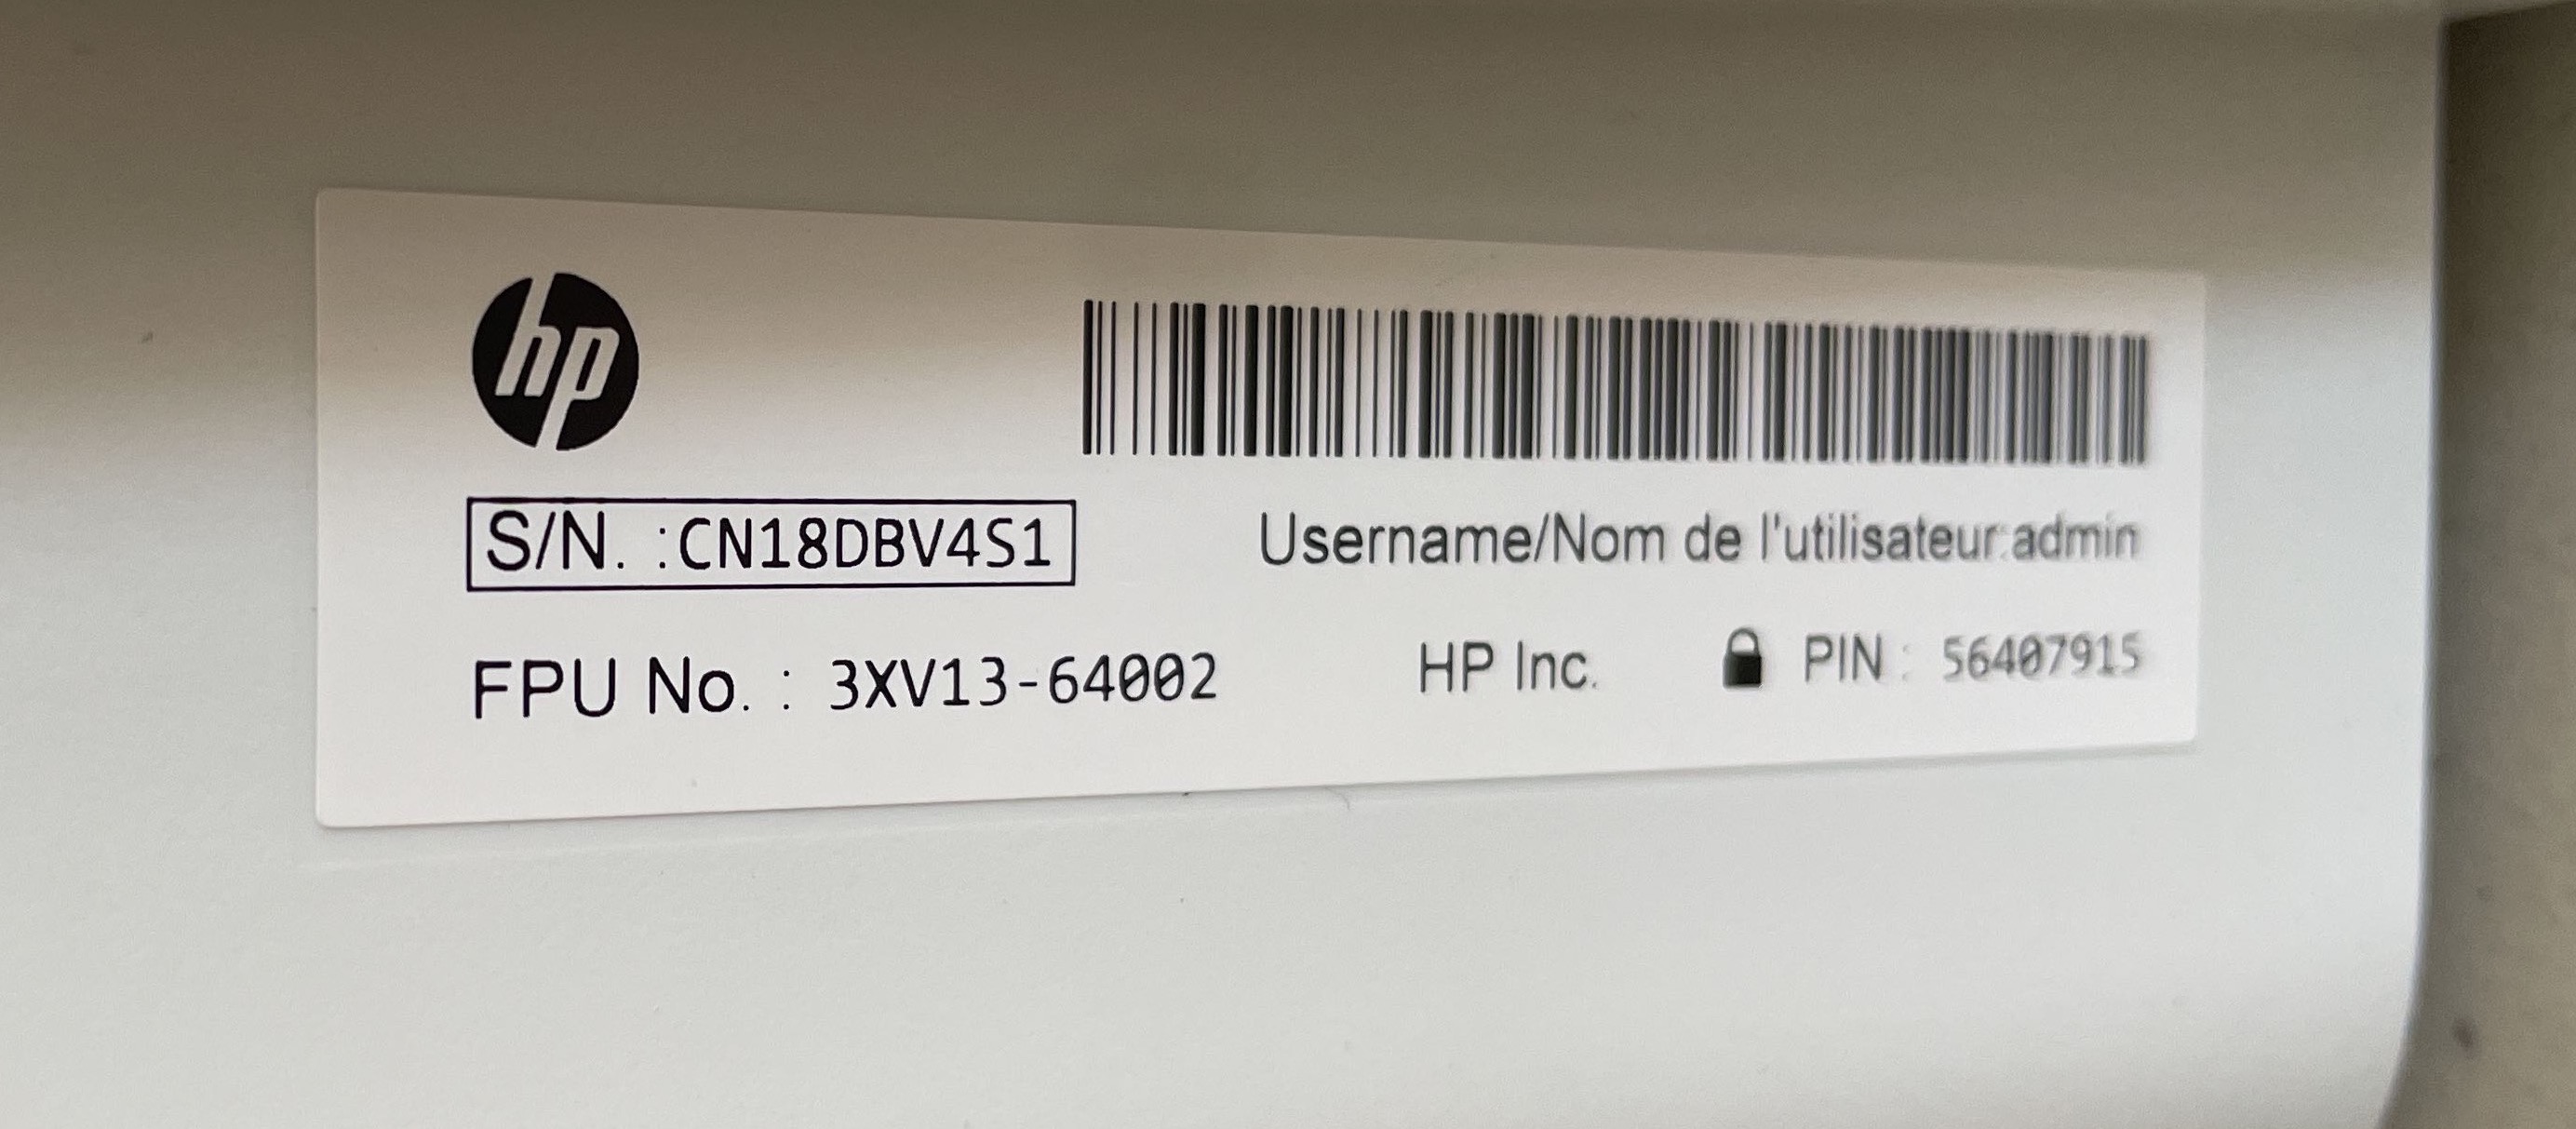 hp
S/N. :CN18DBV4S1
Username/Nom de l'utilisateur:admin
FPU No. : 3XV13-64002
HP Inc.
PIN : 56407915